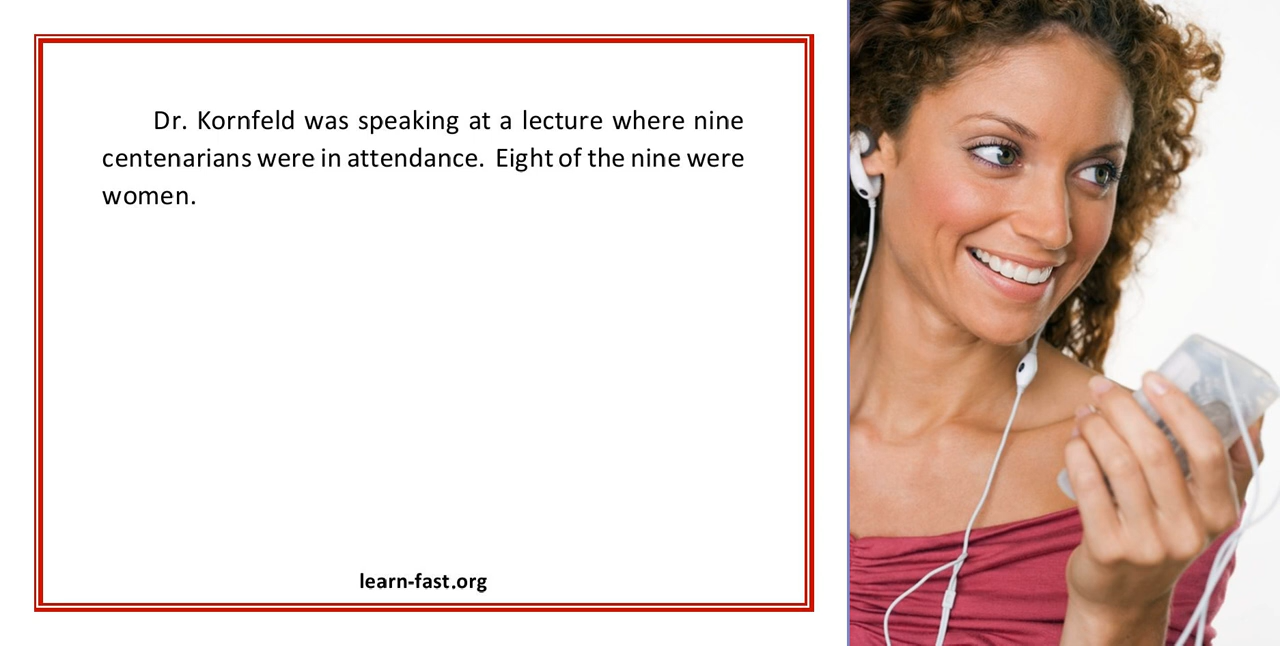 Dr. Kornfeld was speaking at a lecture where nine
centenarians were in attendance. Eight of the nine were
women.
learn-fast.org